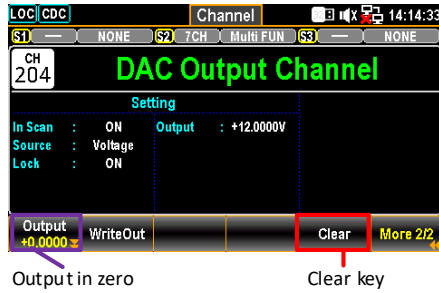 LOC CDC Channel 14:14:33
S1 — NONE S2 7CH Multi FUN S3 — NONE
CH
204 DAC Output Channel
Setting
In Scan : ON Output : +12.0000V
Source : Voltage
Lock : ON
Output
+0.0000 WriteOut Clear More 2/2
Output in zero Clear key